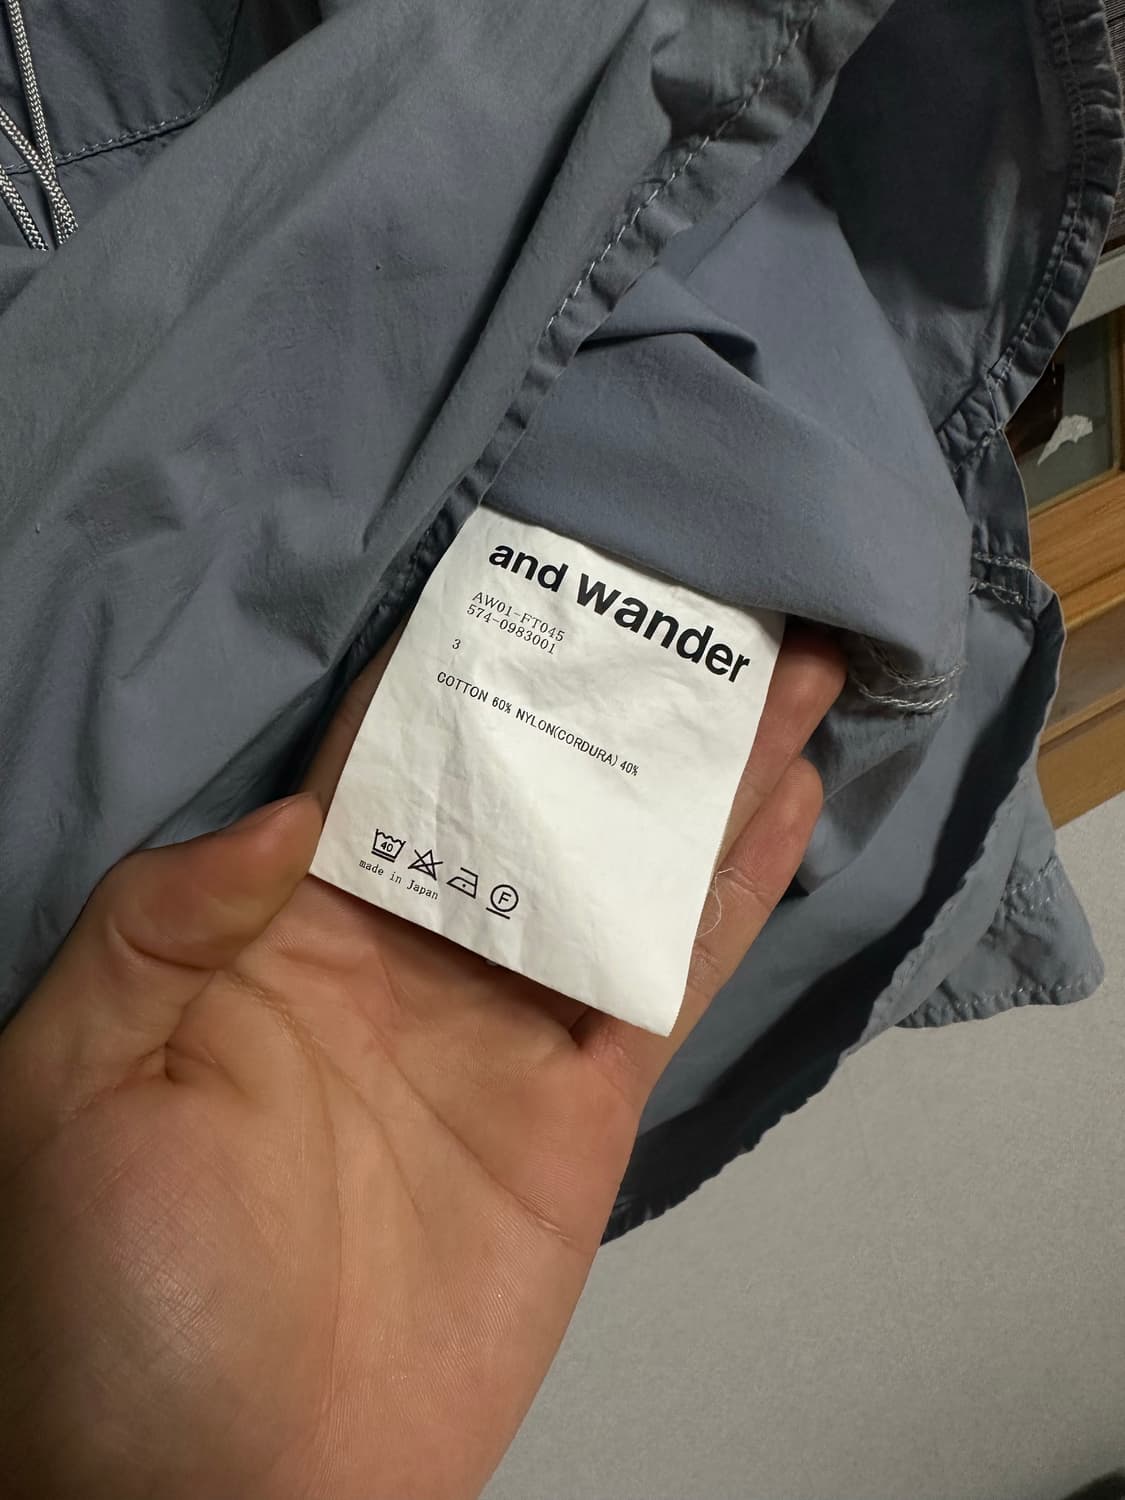 and wander
AW01-FT045
574-0983001
3
COTTON 60% NYLON(CORDURA) 40%
40
F
made in Japan